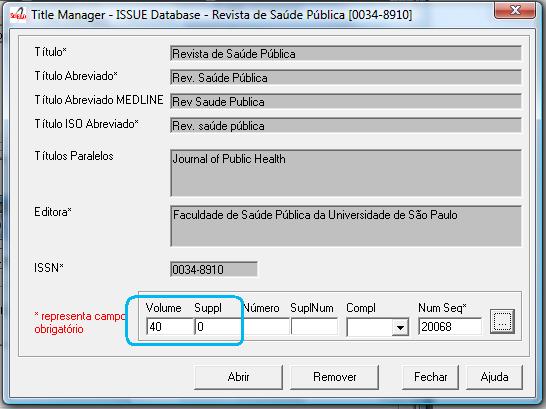 Title Manager - ISSUE Database - Revista de Saúde Pública [0034-8910]
Título* Revista de Saúde Pública
Título Abreviado* Rev. Saúde Pública
Título Abreviado MEDLINE Rev Saude Publica
Título ISO Abreviado* Rev. saúde pública
Títulos Paralelos Journal of Public Health
Editora* Faculdade de Saúde Pública da Universidade de São Paulo
ISSN* 0034-8910
* representa campo obrigatório
Volume Suppl Número SuplNum Compl Num Seq*
40 0 20068 ...
Abrir Remover Fechar Ajuda